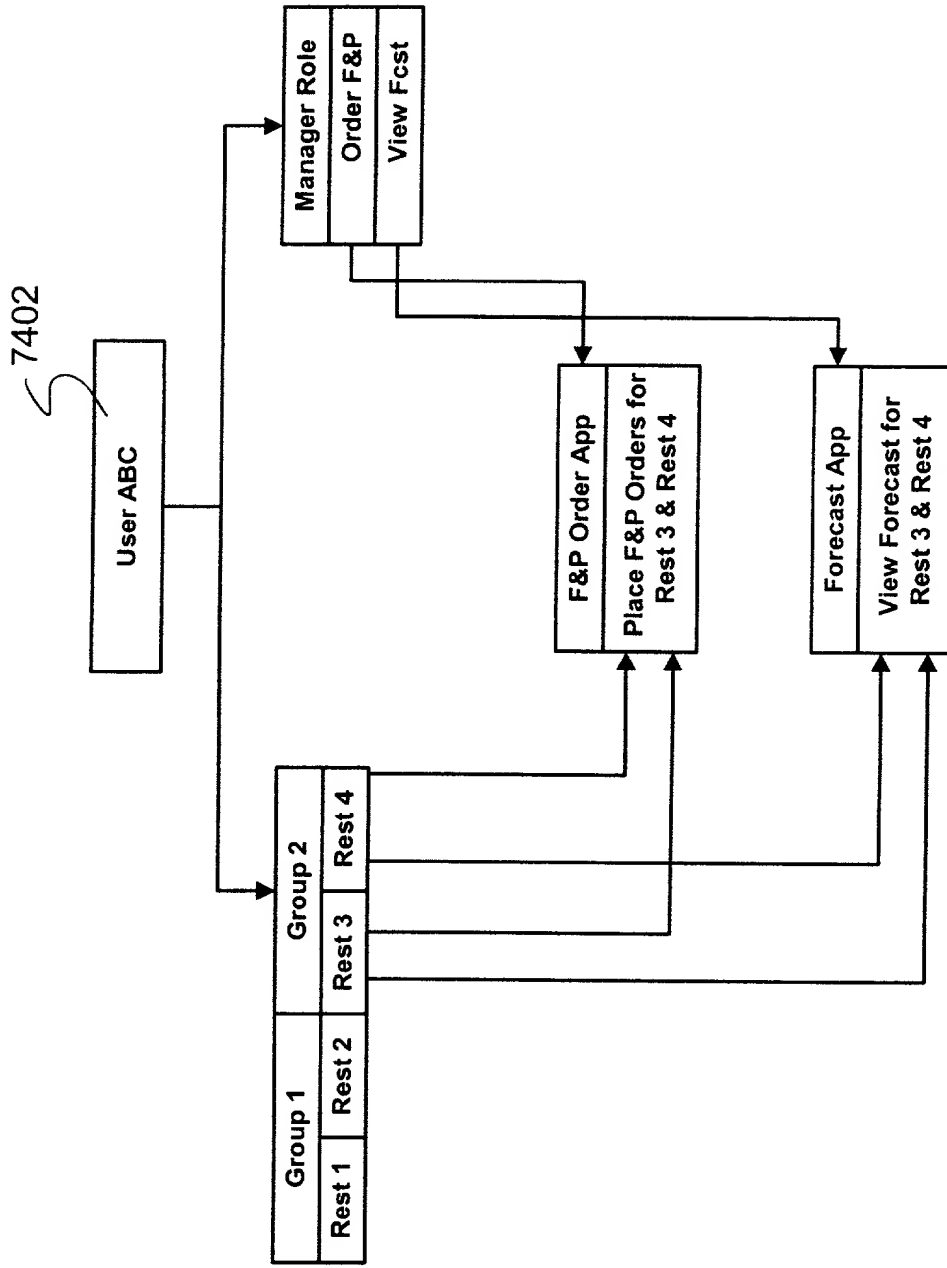 7402
User ABC
Group 1
Group 2
Rest 1
Rest 2
Rest 3
Rest 4
Manager Role
Order F&P
View Fcst
F&P Order App
Place F&P Orders for
Rest 3 & Rest 4
Forecast App
View Forecast for
Rest 3 & Rest 4